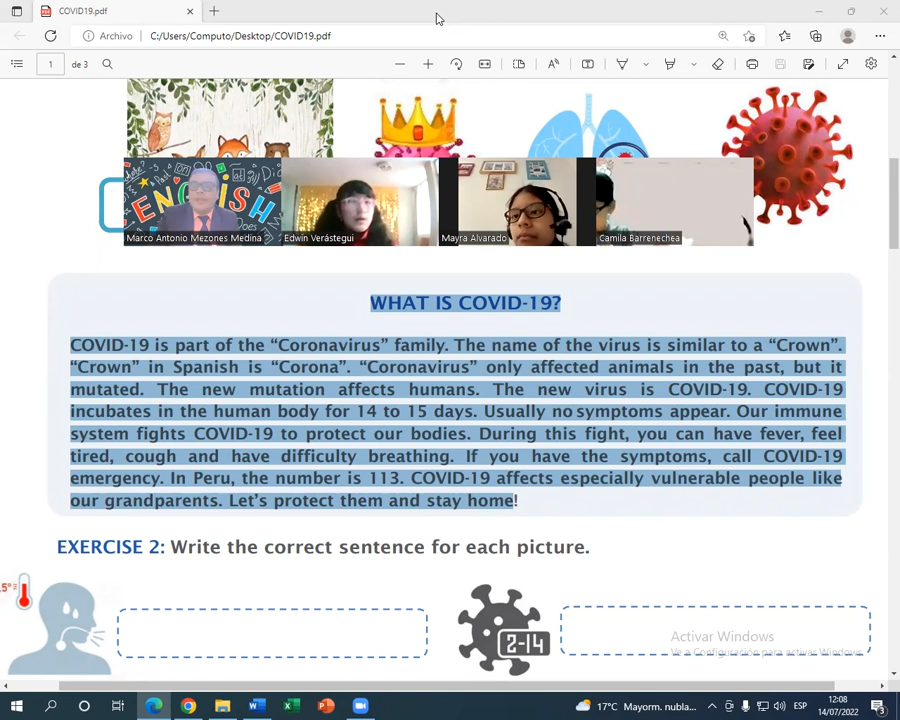 COVID19.pdf
Archivo
C:/Users/Computo/Desktop/COVID19.pdf
1 de 3
ENGLISH
Marco Antonio Mezones Medina
Edwin Verástegui
Mayra Alvarado
Camila Barrenechea
WHAT IS COVID-19?
COVID-19 is part of the “Coronavirus” family. The name of the virus is similar to a “Crown”.
“Crown” in Spanish is “Corona”. “Coronavirus” only affected animals in the past, but it
mutated. The new mutation affects humans. The new virus is COVID-19. COVID-19
incubates in the human body for 14 to 15 days. Usually no symptoms appear. Our immune
system fights COVID-19 to protect our bodies. During this fight, you can have fever, feel
tired, cough and have difficulty breathing. If you have the symptoms, call COVID-19
emergency. In Peru, the number is 113. COVID-19 affects especially vulnerable people like
our grandparents. Let’s protect them and stay home!
EXERCISE 2: Write the correct sentence for each picture.
.5°
2-14
Activar Windows
Ve a Configuración para activar Windows
17°C Mayorm. nubla...
ESP
12:08
14/07/2022
3